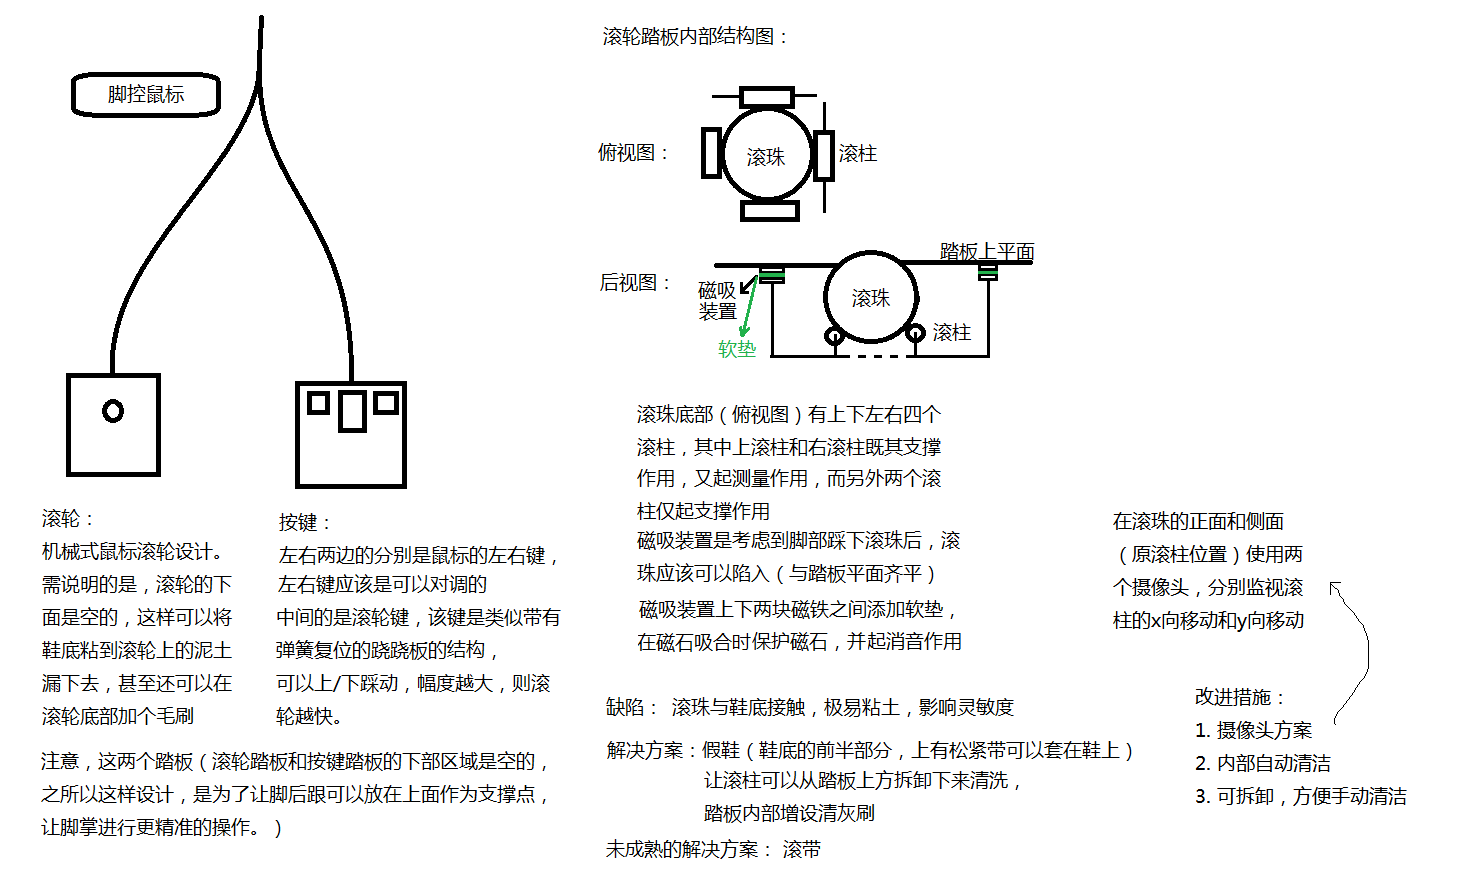 脚控鼠标
滚轮：
机械式鼠标滚轮设计。
需说明的是，滚轮的下
面是空的，这样可以将
鞋底粘到滚轮上的泥土
漏下去，甚至还可以在
滚轮底部加个毛刷
按键：
左右两边的分别是鼠标的左右键，
左右键应该是可以对调的
中间的是滚轮键，该键是类似带有
弹簧复位的跷跷板的结构，
可以上/下踩动，幅度越大，则滚
轮越快。
注意，这两个踏板（滚轮踏板和按键踏板的下部区域是空的，
之所以这样设计，是为了让脚后跟可以放在上面作为支撑点，
让脚掌进行更精准的操作。）
滚轮踏板内部结构图：
俯视图：
滚珠
滚柱
后视图：
踏板上平面
磁吸
装置
滚珠
滚柱
软垫
滚珠底部（俯视图）有上下左右四个
滚柱，其中上滚柱和右滚柱既其支撑
作用，又起测量作用，而另外两个滚
柱仅起支撑作用
磁吸装置是考虑到脚部踩下滚珠后，滚
珠应该可以陷入（与踏板平面齐平）
磁吸装置上下两块磁铁之间添加软垫，
在磁石吸合时保护磁石，并起消音作用
缺陷： 滚珠与鞋底接触，极易粘土，影响灵敏度
解决方案：假鞋（鞋底的前半部分，上有松紧带可以套在鞋上）
让滚柱可以从踏板上方拆卸下来清洗，
踏板内部增设清灰刷
未成熟的解决方案： 滚带
在滚珠的正面和侧面
（原滚柱位置）使用两
个摄像头，分别监视滚
柱的x向移动和y向移动
改进措施：
1. 摄像头方案
2. 内部自动清洁
3. 可拆卸，方便手动清洁